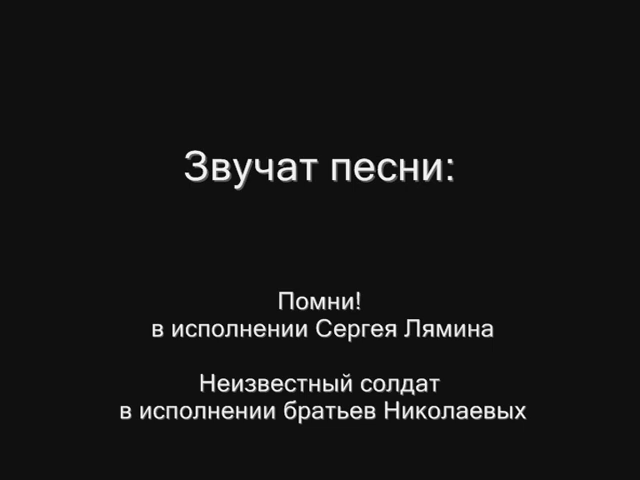 Звучат песни:
Помни!
в исполнении Сергея Лямина
Неизвестный солдат
в исполнении братьев Николаевых